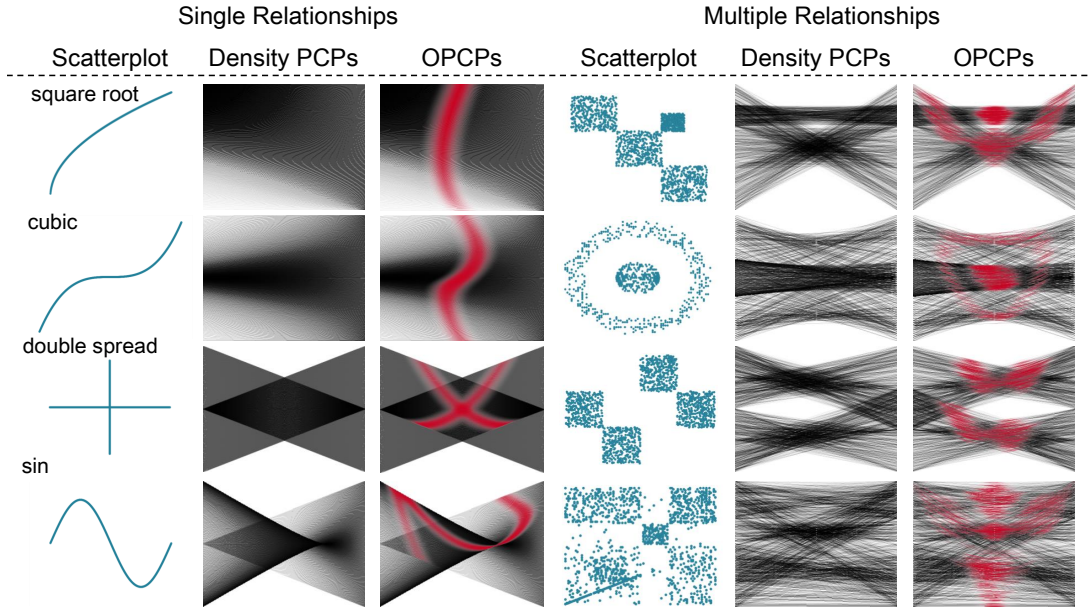 Single Relationships Multiple Relationships
Scatterplot Density PCPs OPCPs Scatterplot Density PCPs OPCPs
square root
cubic
double spread
sin